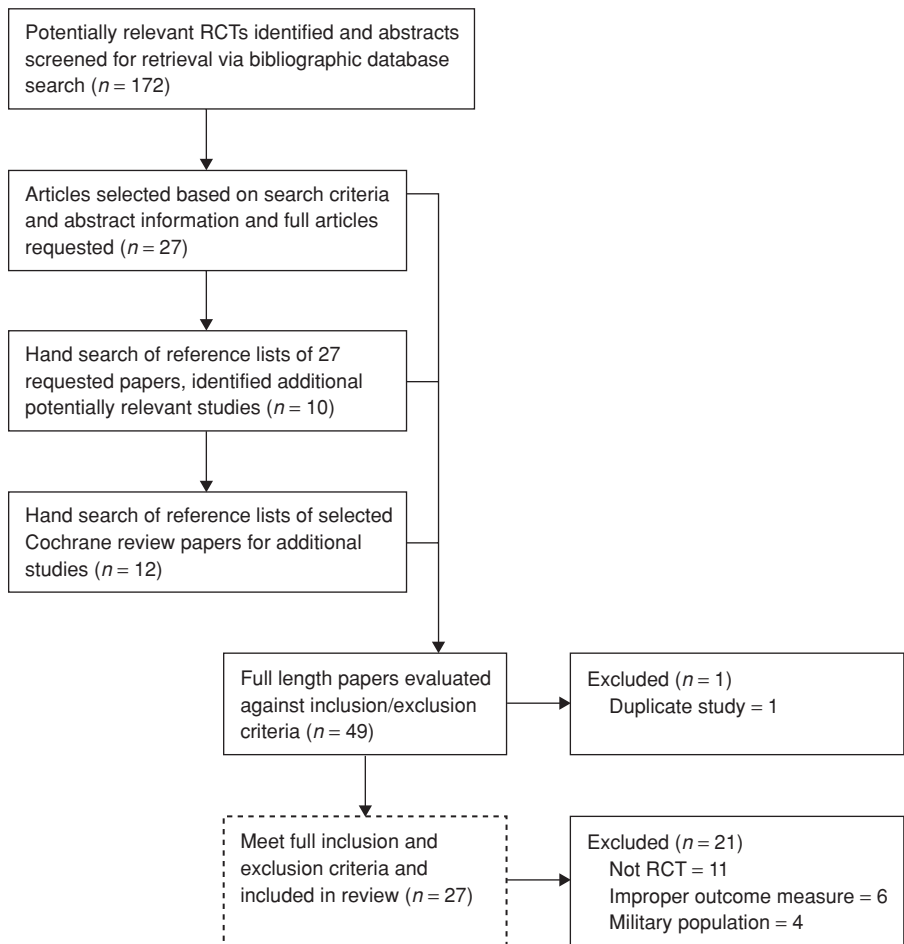 Potentially relevant RCTs identified and abstracts
screened for retrieval via bibliographic database
search (n = 172)
Articles selected based on search criteria
and abstract information and full articles
requested (n = 27)
Hand search of reference lists of 27
requested papers, identified additional
potentially relevant studies (n = 10)
Hand search of reference lists of selected
Cochrane review papers for additional
studies (n = 12)
Full length papers evaluated
against inclusion/exclusion
criteria (n = 49)
Excluded (n = 1)
Duplicate study = 1
Meet full inclusion and
exclusion criteria and
included in review (n = 27)
Excluded (n = 21)
Not RCT = 11
Improper outcome measure = 6
Military population = 4